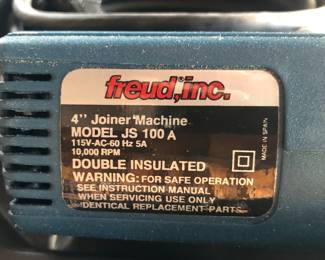 freud,inc.
4" Joiner Machine
MODEL JS 100 A
115V-AC-60 Hz 5A
10,000 RPM
DOUBLE INSULATED
WARNING: FOR SAFE OPERATION
SEE INSTRUCTION MANUAL
WHEN SERVICING USE ONLY
IDENTICAL REPLACEMENT PARTS
MADE IN SPAIN